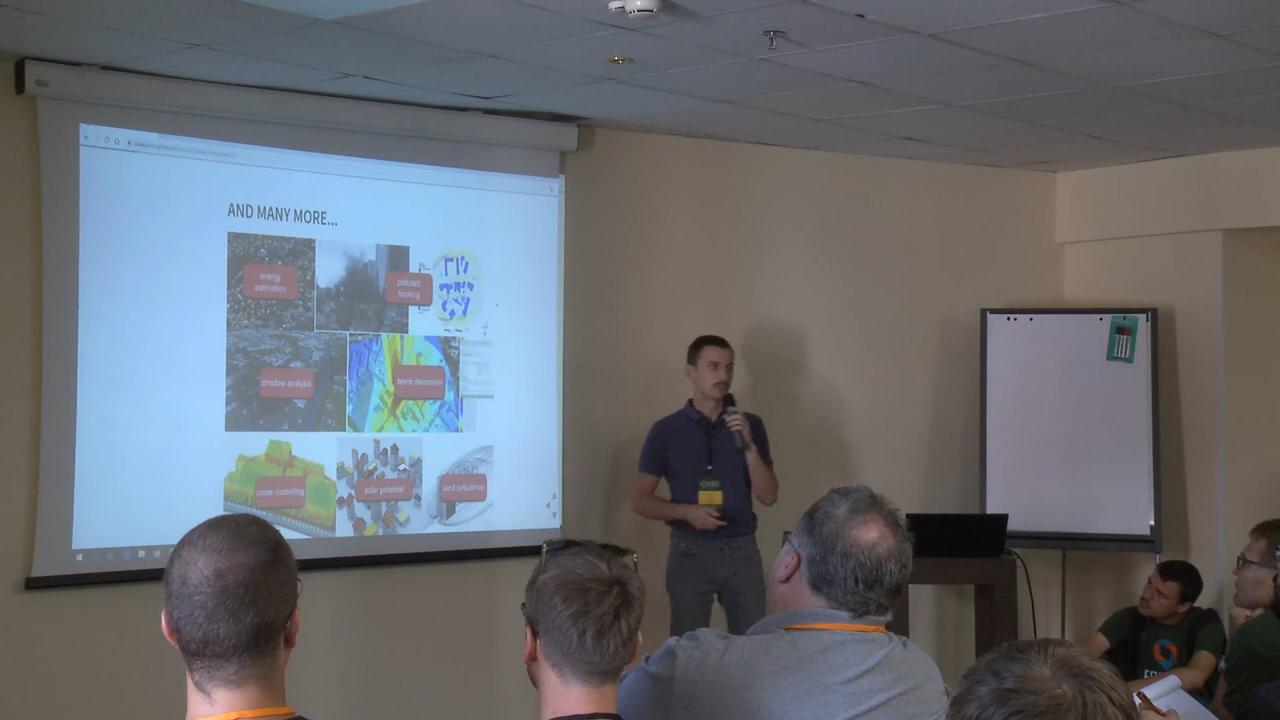 AND MANY MORE...
energy
estimation
pollutant
tracking
shadow analysis
bomb detonation
noise modelling
solar potential
wind turbulence